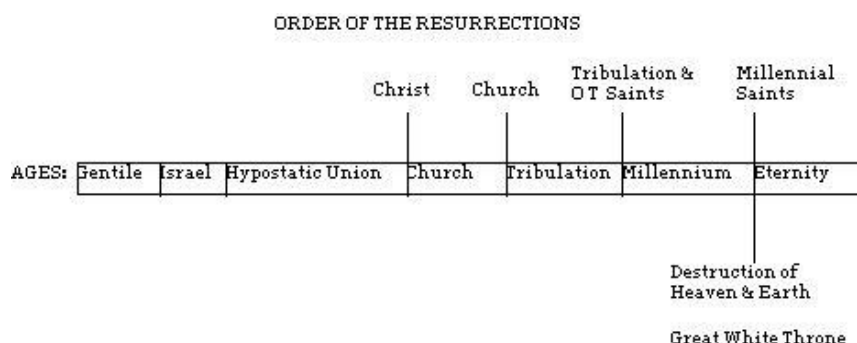 ORDER OF THE RESURRECTIONS
Christ
Church
Tribulation &
O T Saints
Millennial
Saints
AGES: Gentile Israel Hypostatic Union Church Tribulation Millennium Eternity
Destruction of
Heaven & Earth
Great White Throne